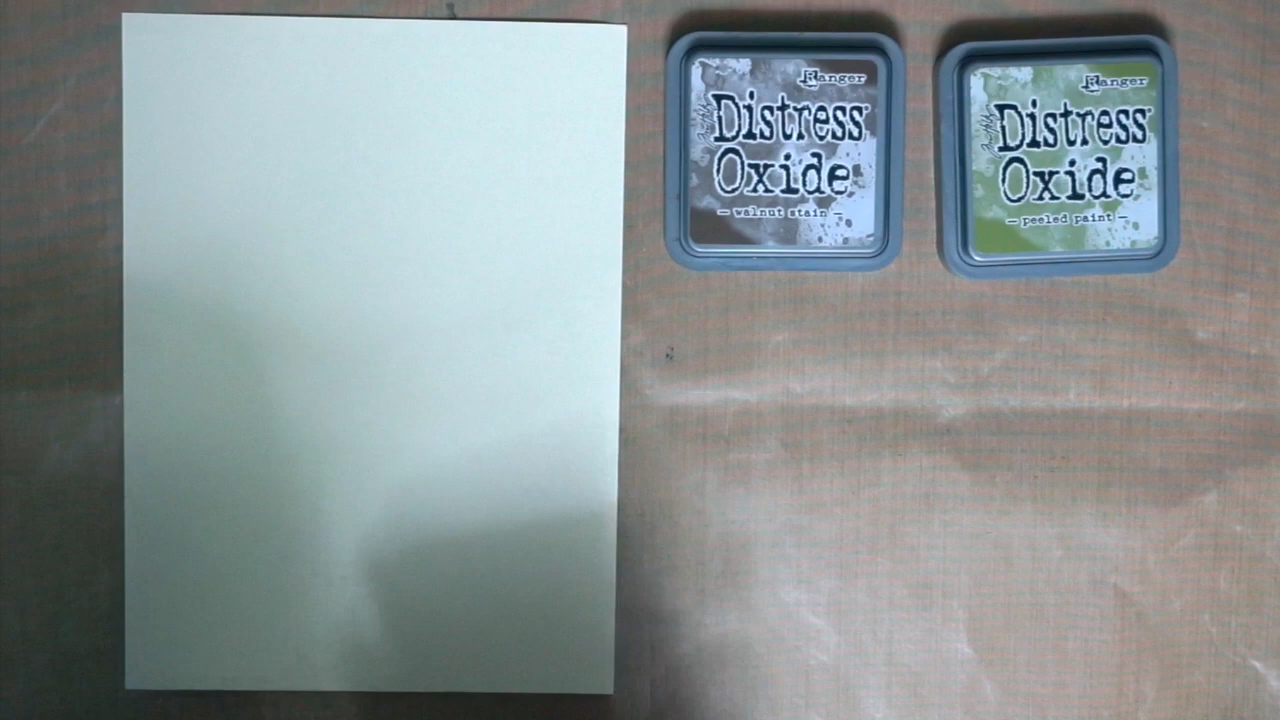 Ranger
Distress
Oxide
— walnut stain —
Ranger
Distress
Oxide
— peeled paint —